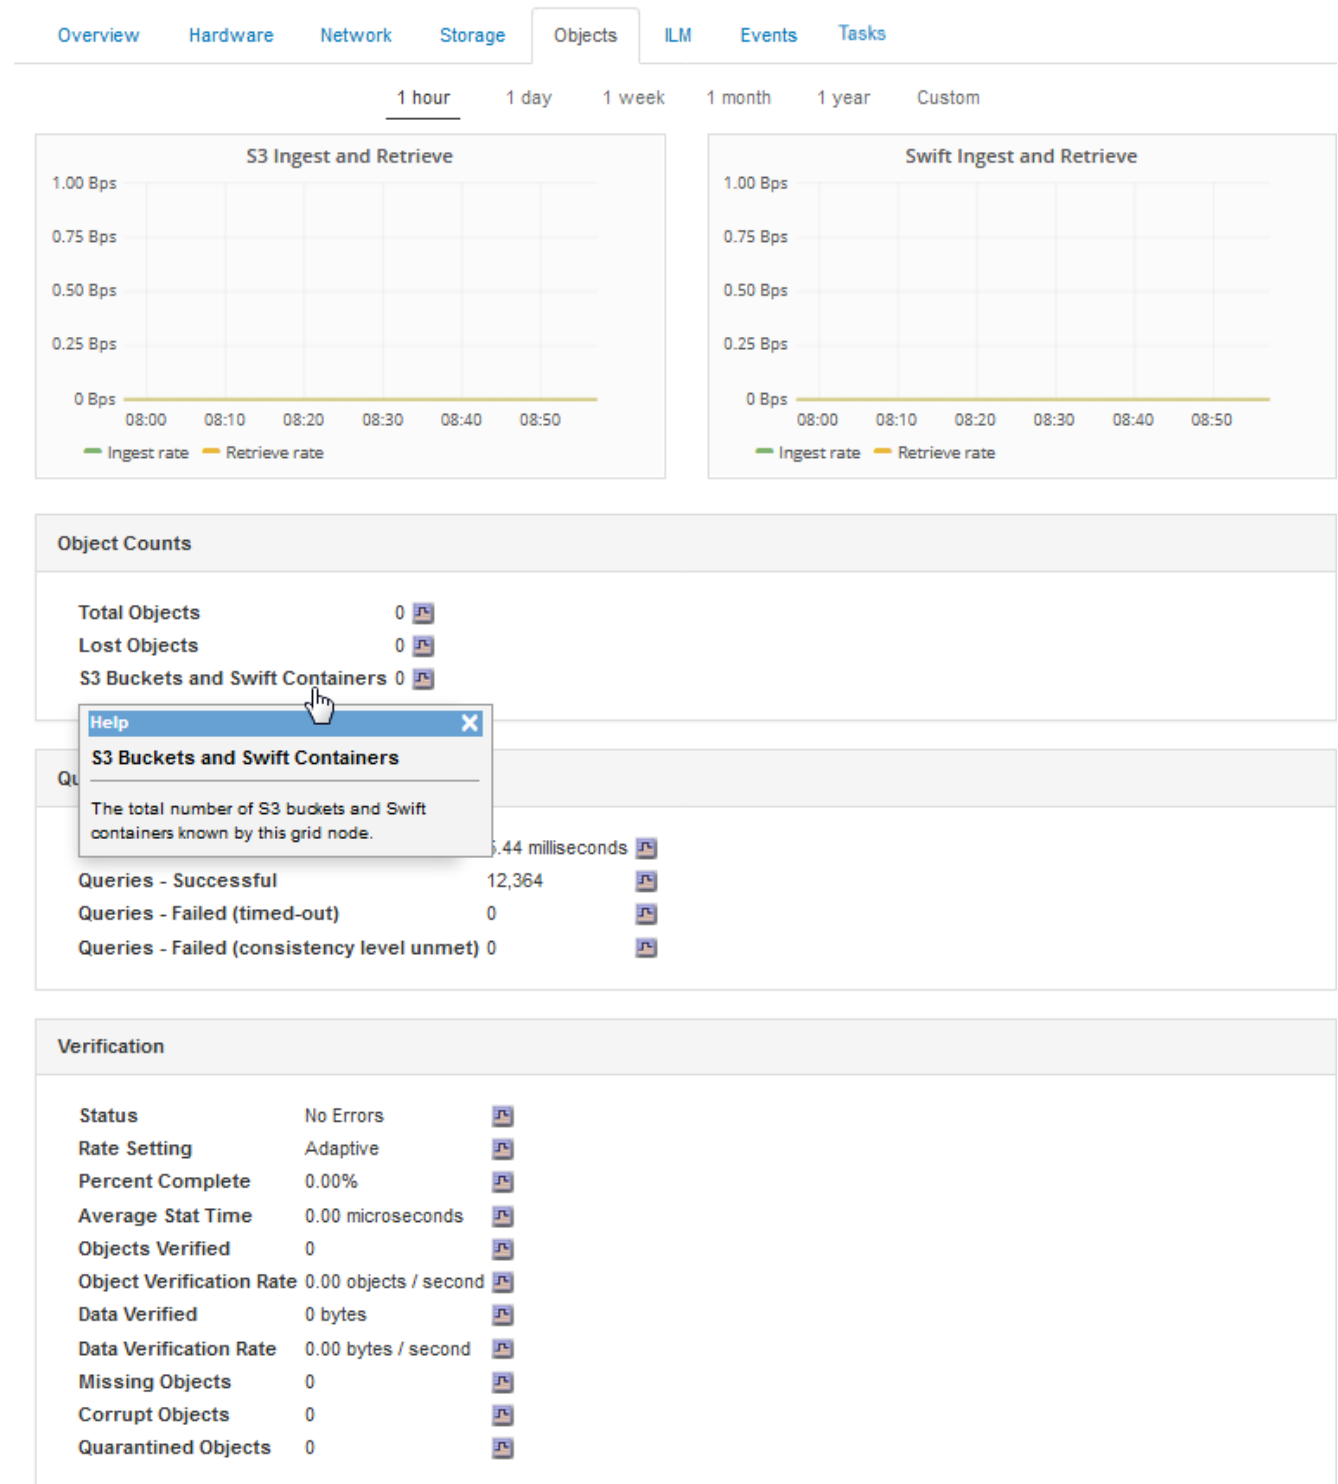 Overview Hardware Network Storage Objects ILM Events Tasks
1 hour 1 day 1 week 1 month 1 year Custom
S3 Ingest and Retrieve
1.00 Bps
0.75 Bps
0.50 Bps
0.25 Bps
0 Bps
08:00 08:10 08:20 08:30 08:40 08:50
Ingest rate Retrieve rate
Swift Ingest and Retrieve
1.00 Bps
0.75 Bps
0.50 Bps
0.25 Bps
0 Bps
08:00 08:10 08:20 08:30 08:40 08:50
Ingest rate Retrieve rate
Object Counts
Total Objects 0
Lost Objects 0
S3 Buckets and Swift Containers 0
Help
S3 Buckets and Swift Containers
The total number of S3 buckets and Swift
containers known by this grid node.
.44 milliseconds
Queries - Successful 12,364
Queries - Failed (timed-out) 0
Queries - Failed (consistency level unmet) 0
Verification
Status No Errors
Rate Setting Adaptive
Percent Complete 0.00%
Average Stat Time 0.00 microseconds
Objects Verified 0
Object Verification Rate 0.00 objects / second
Data Verified 0 bytes
Data Verification Rate 0.00 bytes / second
Missing Objects 0
Corrupt Objects 0
Quarantined Objects 0